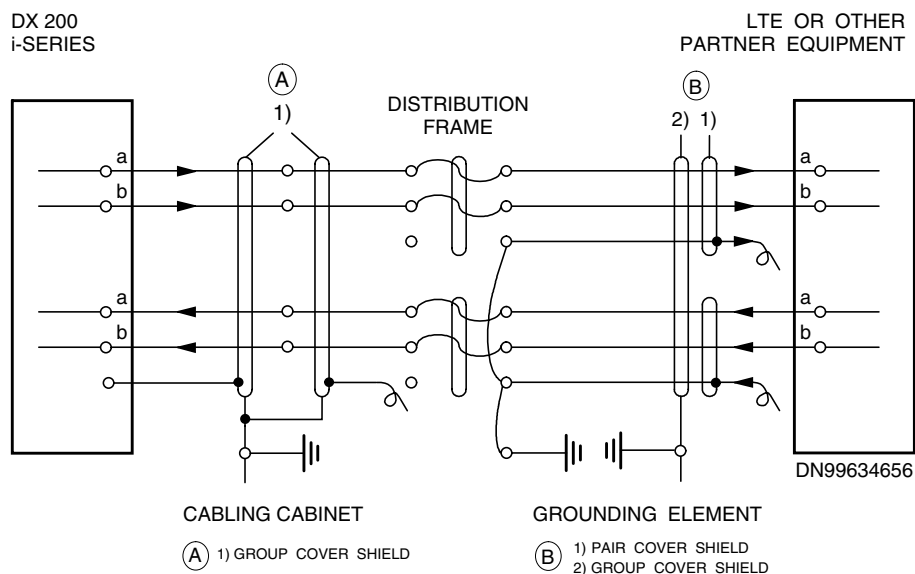 DX 200
i-SERIES
LTE OR OTHER
PARTNER EQUIPMENT
A
1)
DISTRIBUTION
FRAME
B
2) 1)
a
a
b
b
a
a
b
b
DN99634656
CABLING CABINET
GROUNDING ELEMENT
A 1) GROUP COVER SHIELD
B 1) PAIR COVER SHIELD
2) GROUP COVER SHIELD